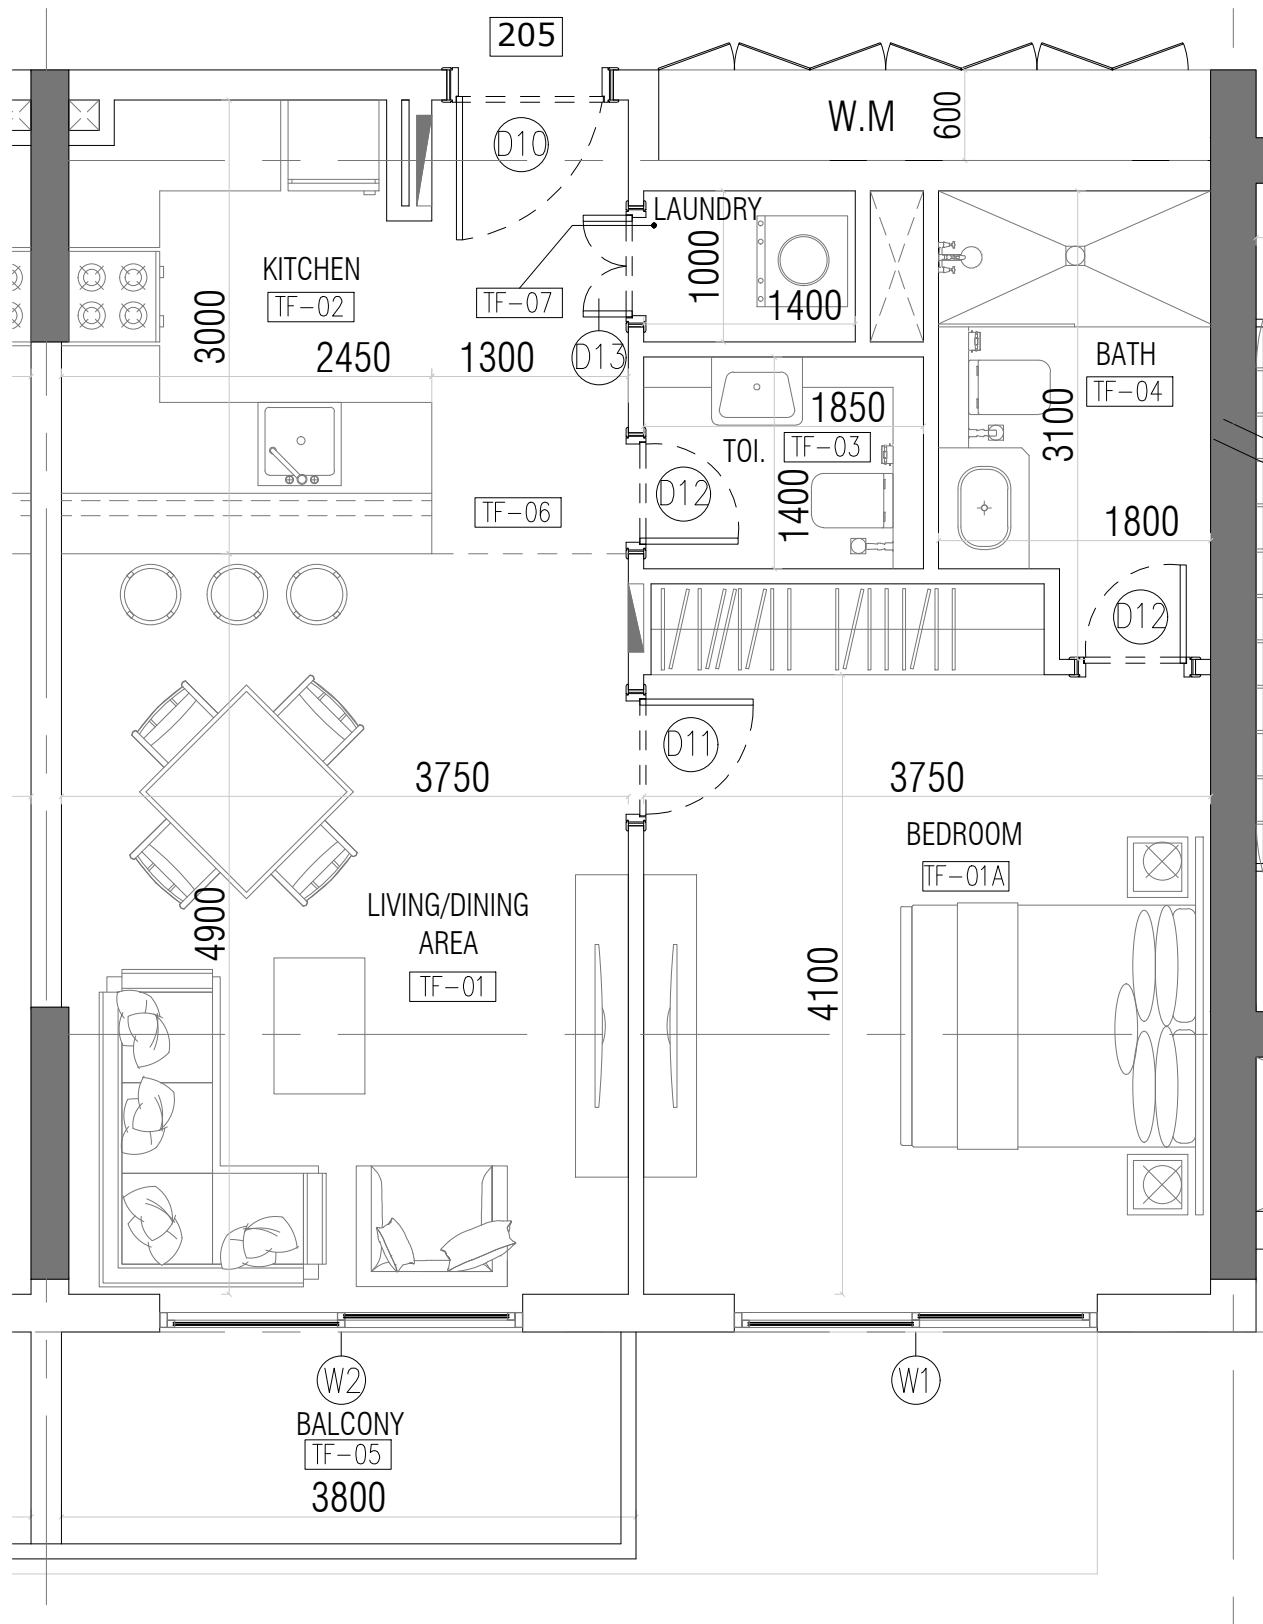 205
W.M
600
D10
LAUNDRY
KITCHEN
TF-02
TF-07
1000
1400
3000
2450
1300
D13
BATH
TF-04
1850
3100
TOI.
TF-03
D12
1400
TF-06
1800
D12
D11
3750
3750
BEDROOM
TF-01A
LIVING/DINING
AREA
4900
TF-01
4100
W2
W1
BALCONY
TF-05
3800